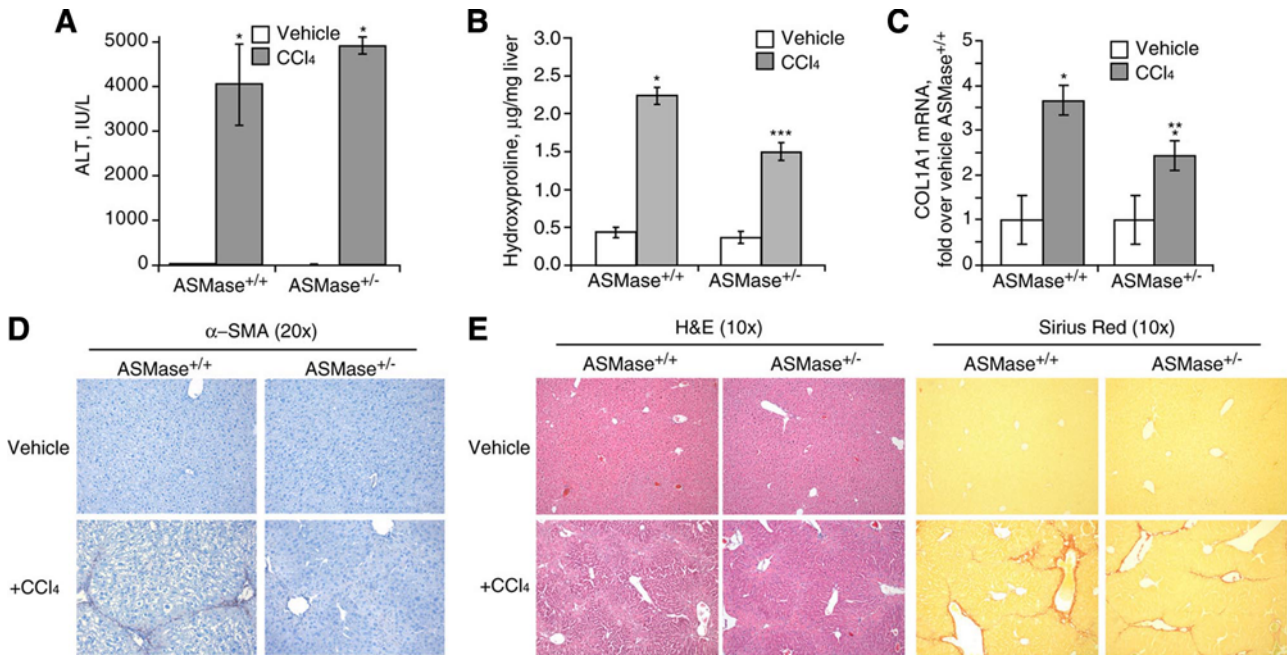 A
ALT, IU/L
5000
4000
3000
2000
1000
0
Vehicle
CCl₄
*
*
ASMase+/+
ASMase+/-
B
Hydroxyproline, µg/mg liver
3.0
2.5
2.0
1.5
1.0
0.5
0.0
Vehicle
CCl₄
*
***
ASMase+/+
ASMase+/-
C
COL1A1 mRNA,
fold over vehicle ASMase+/+
5
4
3
2
1
0
Vehicle
CCl₄
*
**
*
ASMase+/+
ASMase+/-
D
α–SMA (20x)
ASMase+/+
ASMase+/-
Vehicle
+CCl₄
E
H&E (10x)
Sirius Red (10x)
ASMase+/+
ASMase+/-
ASMase+/+
ASMase+/-
Vehicle
+CCl₄